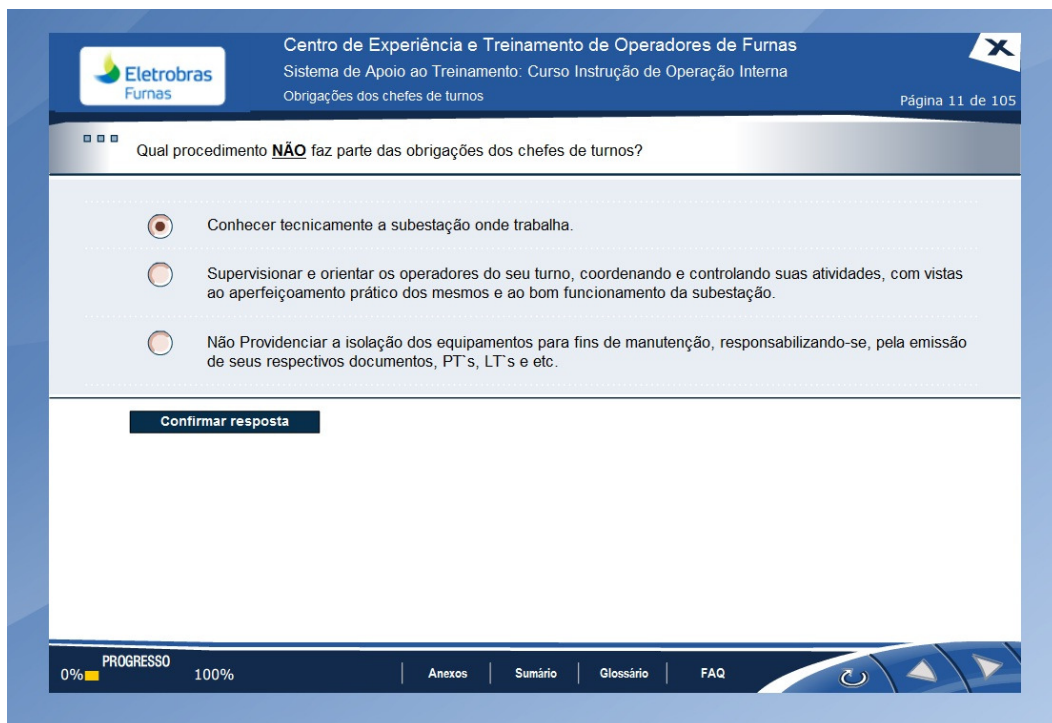 Eletrobras
Furnas
Centro de Experiência e Treinamento de Operadores de Furnas
Sistema de Apoio ao Treinamento: Curso Instrução de Operação Interna
Obrigações dos chefes de turnos
Página 11 de 105
Qual procedimento NÃO faz parte das obrigações dos chefes de turnos?
Conhecer tecnicamente a subestação onde trabalha.
Supervisionar e orientar os operadores do seu turno, coordenando e controlando suas atividades, com vistas
ao aperfeiçoamento prático dos mesmos e ao bom funcionamento da subestação.
Não Providenciar a isolação dos equipamentos para fins de manutenção, responsabilizando-se, pela emissão
de seus respectivos documentos, PT`s, LT`s e etc.
Confirmar resposta
PROGRESSO
0% 100%
Anexos Sumário Glossário FAQ